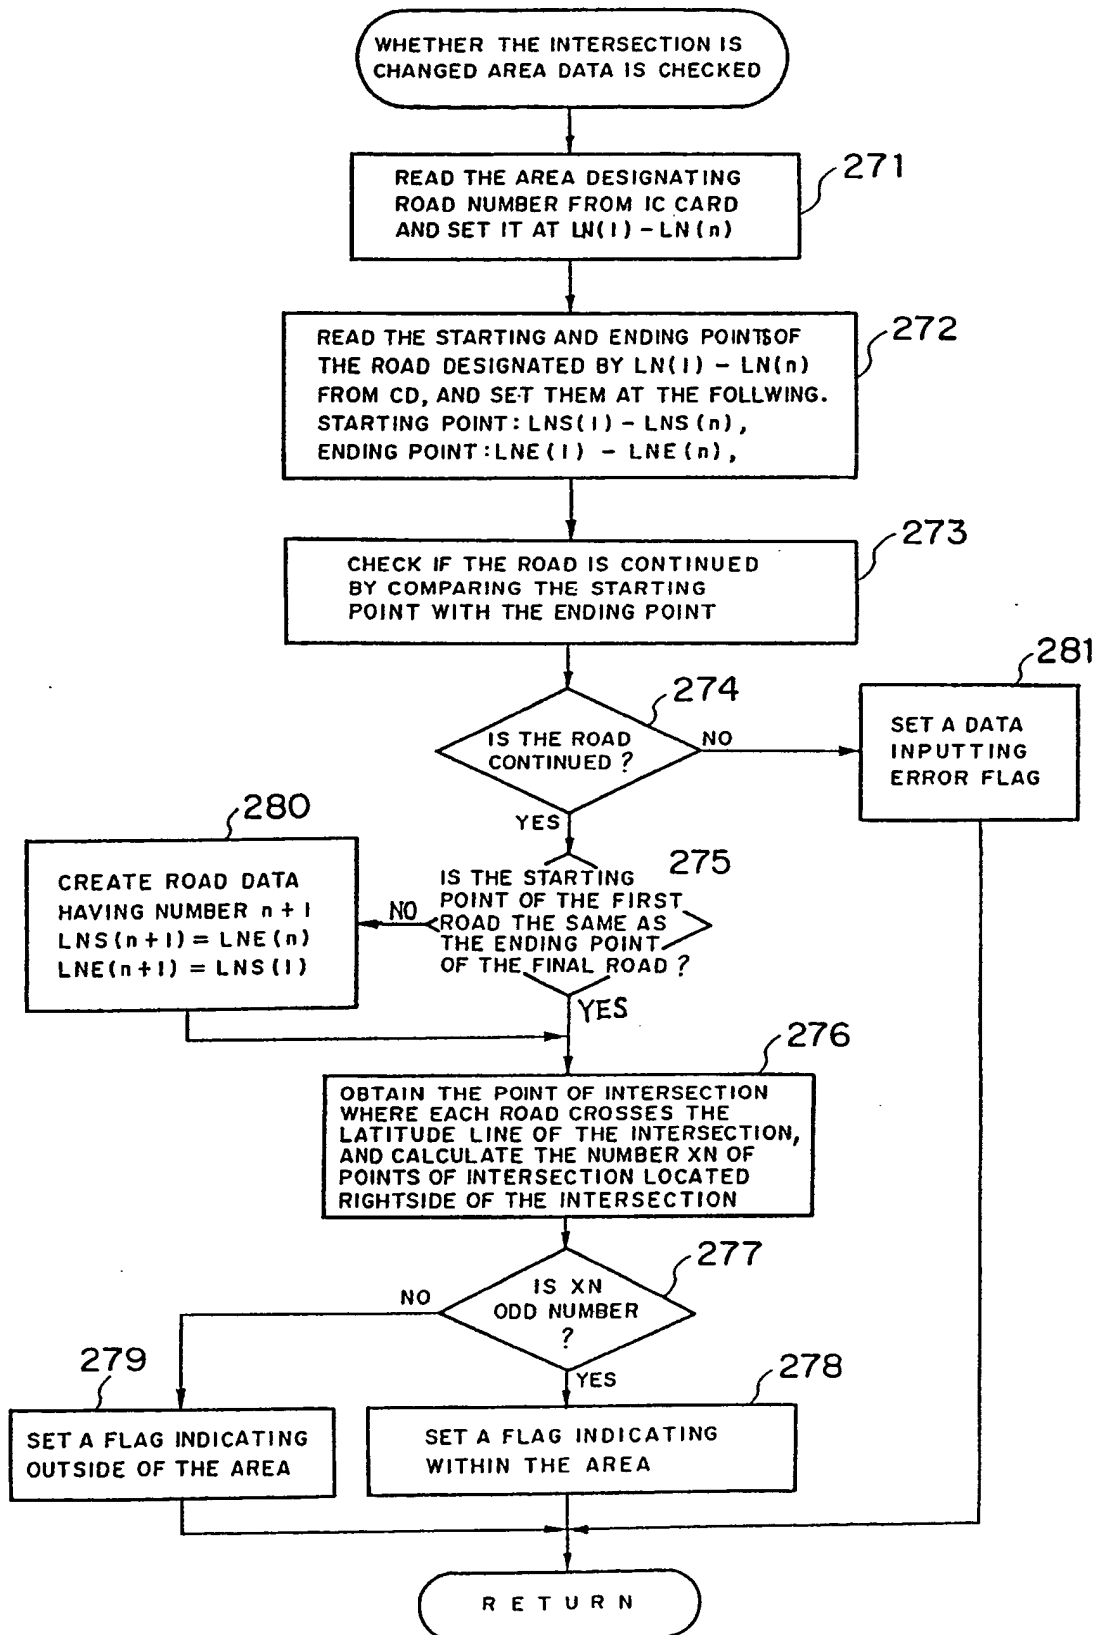 WHETHER THE INTERSECTION IS
CHANGED AREA DATA IS CHECKED
271
READ THE AREA DESIGNATING
ROAD NUMBER FROM IC CARD
AND SET IT AT LN(1) - LN(n)
272
READ THE STARTING AND ENDING POINTS OF
THE ROAD DESIGNATED BY LN(1) - LN(n)
FROM CD, AND SET THEM AT THE FOLLWING.
STARTING POINT: LNS(1) - LNS(n),
ENDING POINT: LNE(1) - LNE(n),
273
CHECK IF THE ROAD IS CONTINUED
BY COMPARING THE STARTING
POINT WITH THE ENDING POINT
274
IS THE ROAD
CONTINUED ?
NO
YES
281
SET A DATA
INPUTTING
ERROR FLAG
280
CREATE ROAD DATA
HAVING NUMBER n + 1
LNS(n+1) = LNE(n)
LNE(n+1) = LNS(1)
275
IS THE STARTING
POINT OF THE FIRST
ROAD THE SAME AS
THE ENDING POINT
OF THE FINAL ROAD ?
NO
YES
276
OBTAIN THE POINT OF INTERSECTION
WHERE EACH ROAD CROSSES THE
LATITUDE LINE OF THE INTERSECTION,
AND CALCULATE THE NUMBER XN OF
POINTS OF INTERSECTION LOCATED
RIGHTSIDE OF THE INTERSECTION
277
IS XN
ODD NUMBER
?
NO
YES
279
SET A FLAG INDICATING
OUTSIDE OF THE AREA
278
SET A FLAG INDICATING
WITHIN THE AREA
RETURN